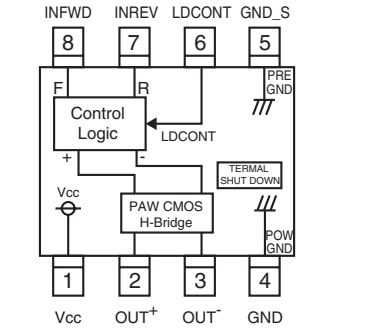 INFWD INREV LDCONT GND_S
8 7 6 5
F R PRE
GND
Control
Logic
LDCONT
+ -
TERMAL
SHUT DOWN
Vcc
PAW CMOS
H-Bridge
POW
GND
1 2 3 4
Vcc OUT+ OUT- GND